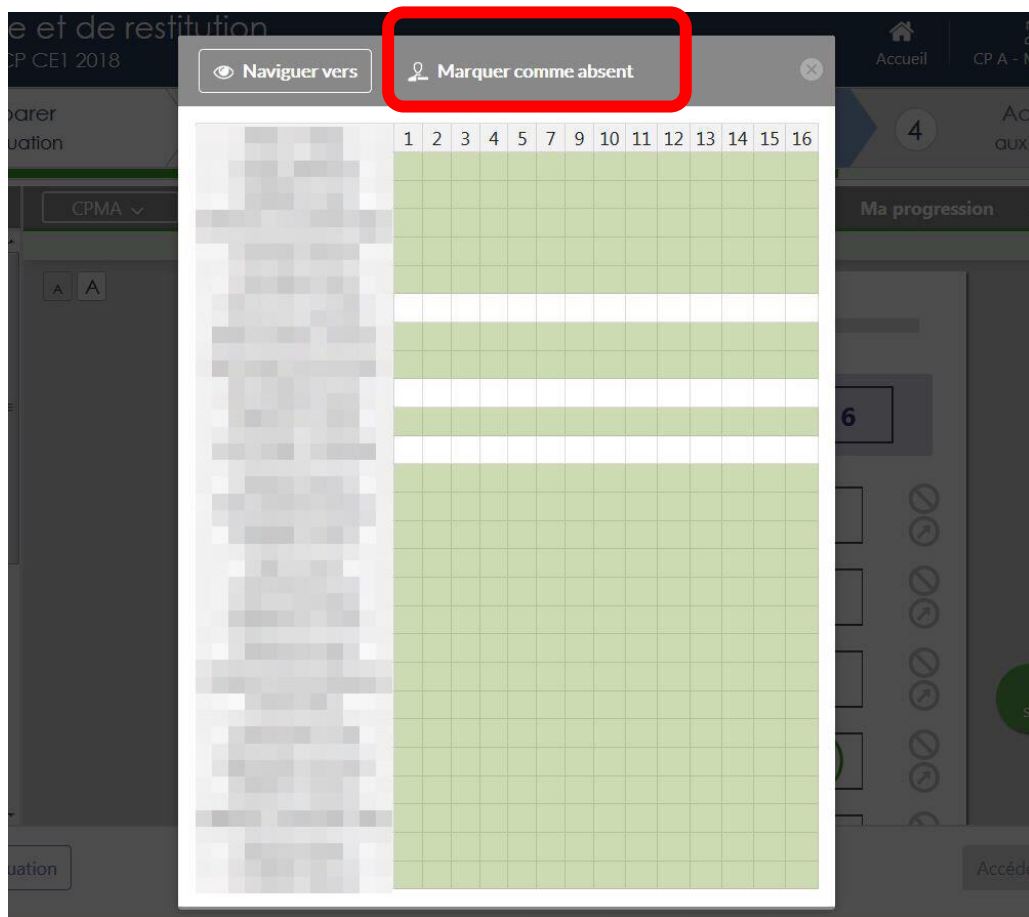 e et de restitution
CP CE1 2018
Accueil
CP A - M
Naviguer vers
Marquer comme absent
parer
uation
4
Ac
aux
CPMA
Ma progression
1 2 3 4 5 7 9 10 11 12 13 14 15 16
A A
6
s
uation
Accéde